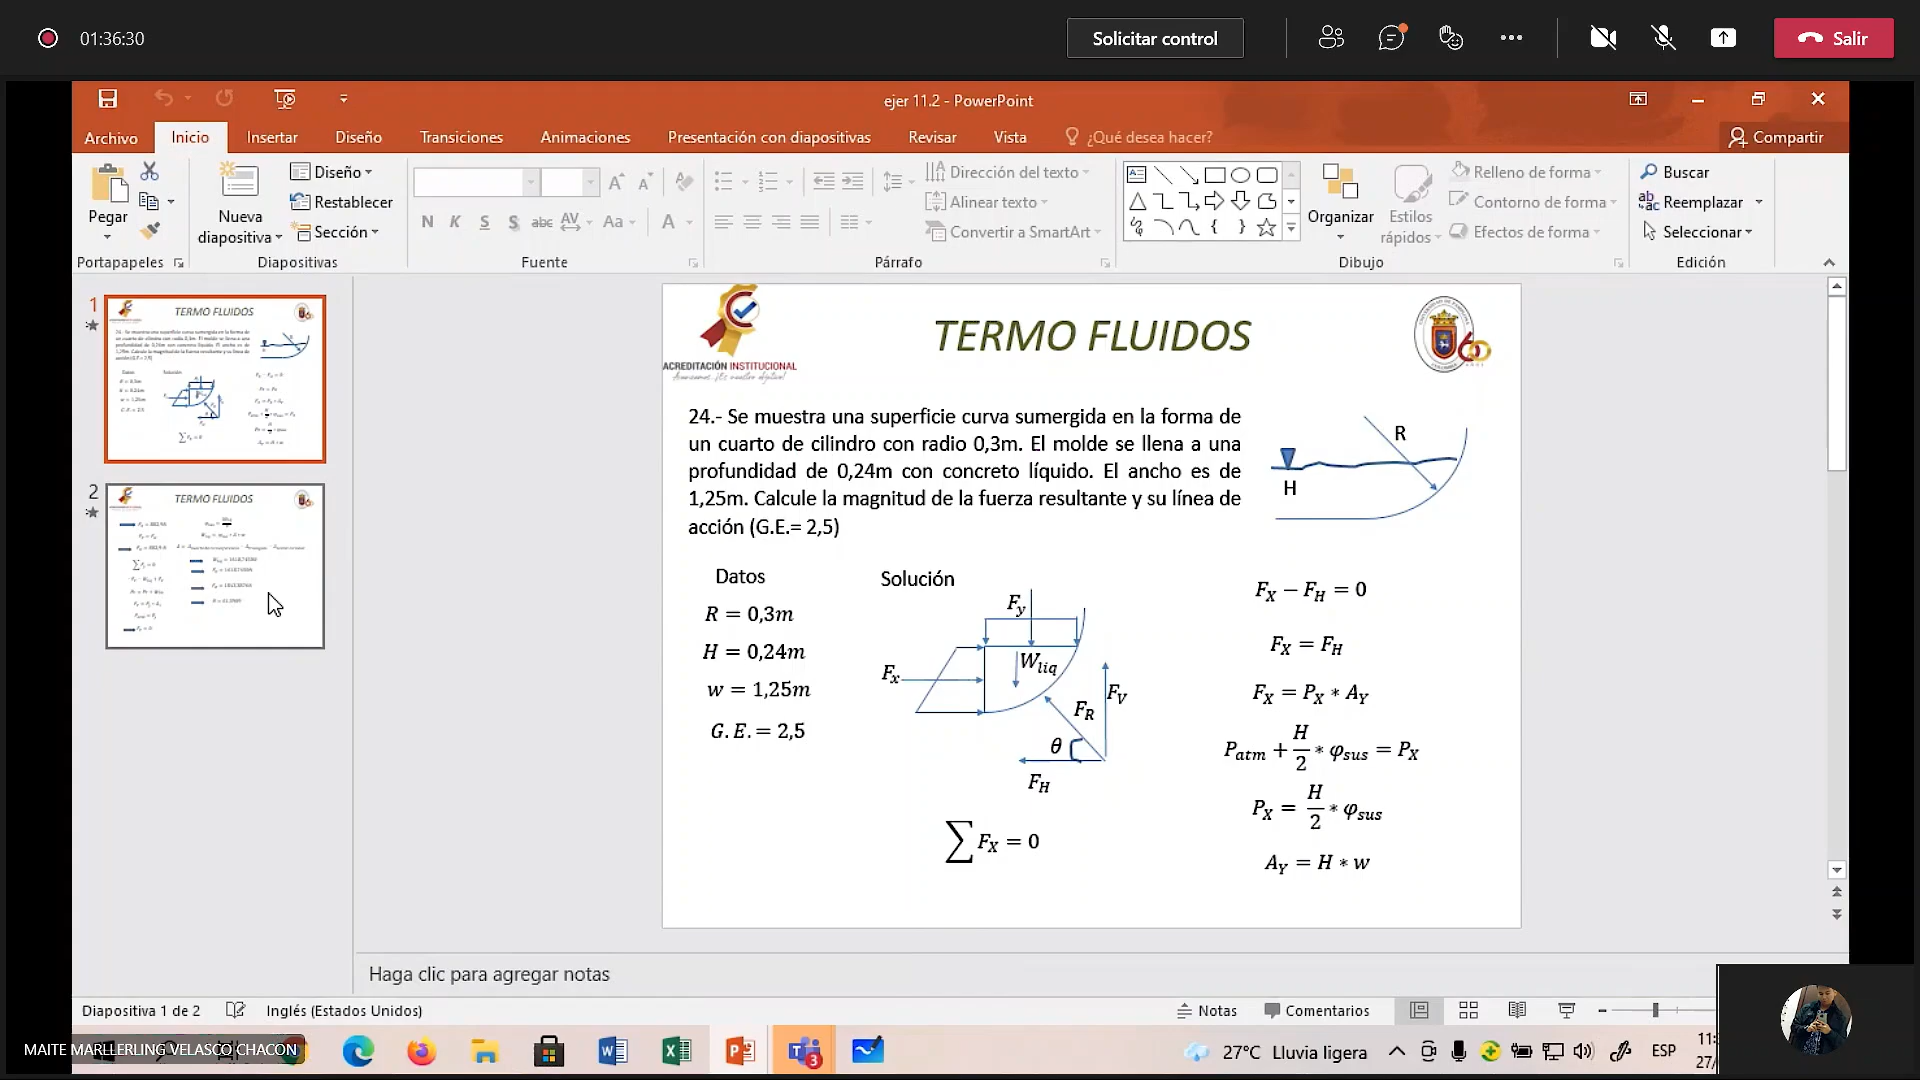 01:36:30
Solicitar control
Salir
ejer 11.2 - PowerPoint
Archivo
Inicio
Insertar
Diseño
Transiciones
Animaciones
Presentación con diapositivas
Revisar
Vista
¿Qué desea hacer?
Compartir
Pegar
Nueva diapositiva
Diseño
Restablecer
Sección
Dirección del texto
Alinear texto
Convertir a SmartArt
Organizar
Estilos rápidos
Relleno de forma
Contorno de forma
Efectos de forma
Buscar
Reemplazar
Seleccionar
Portapapeles
Diapositivas
Fuente
Párrafo
Dibujo
Edición
1
TERMO FLUIDOS
2
TERMO FLUIDOS
ACREDITACIÓN INSTITUCIONAL
TERMO FLUIDOS
24.- Se muestra una superficie curva sumergida en la forma de
un cuarto de cilindro con radio 0,3m. El molde se llena a una
profundidad de 0,24m con concreto líquido. El ancho es de
1,25m. Calcule la magnitud de la fuerza resultante y su línea de
acción (G.E.= 2,5)
R
H
Datos
R = 0,3m
H = 0,24m
w = 1,25m
G.E. = 2,5
Solución
F_y
W_liq
F_x
F_V
F_R
θ
F_H
∑ F_X = 0
F_X − F_H = 0
F_X = F_H
F_X = P_X * A_Y
P_atm + H/2 * φ_sus = P_X
P_X = H/2 * φ_sus
A_Y = H * w
Haga clic para agregar notas
Diapositiva 1 de 2
Inglés (Estados Unidos)
Notas
Comentarios
MAITE MARLLERLING VELASCO CHACON
3
27°C Lluvia ligera
ESP